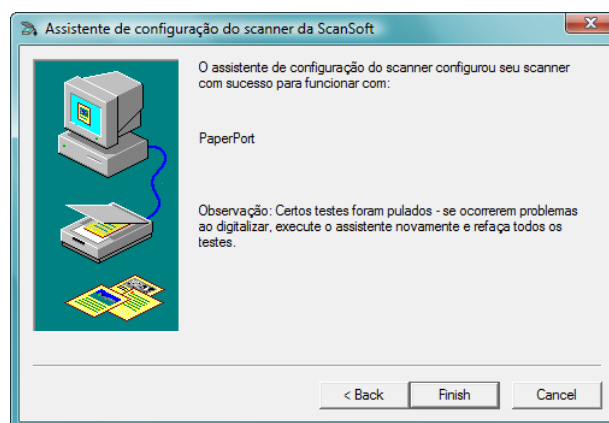 Assistente de configuração do scanner da ScanSoft
O assistente de configuração do scanner configurou seu scanner
com sucesso para funcionar com:
PaperPort
Observação: Certos testes foram pulados - se ocorrerem problemas
ao digitalizar, execute o assistente novamente e refaça todos os
testes.
< Back
Finish
Cancel